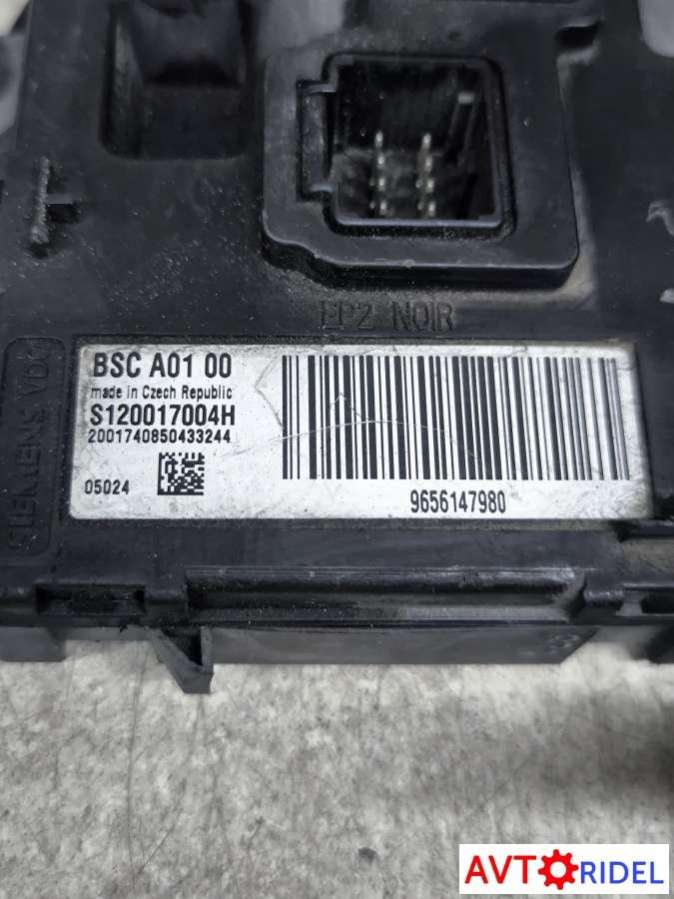 EP2 NOIR
SIEMENS VDO
BSC A01 00
made in Czech Republic
S120017004H
2001740850433244
05024
9656147980
AVTORIDEL